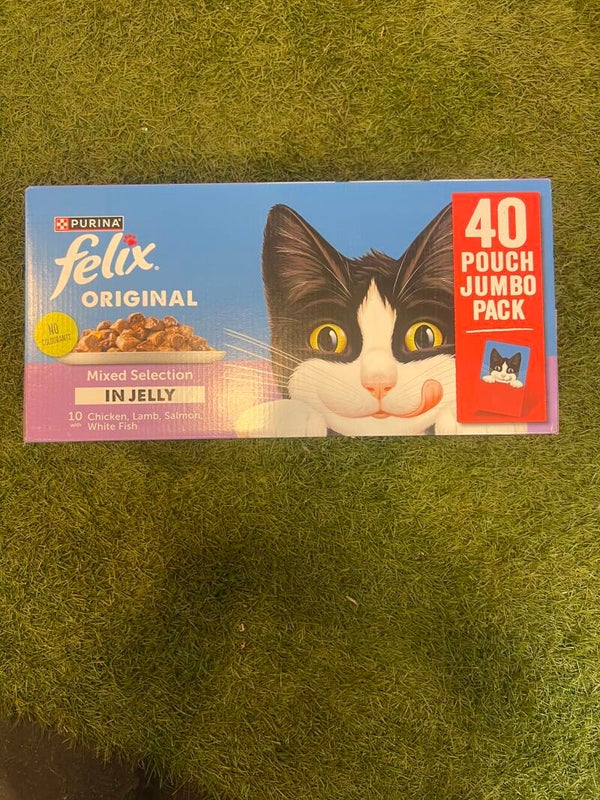 PURINA
felix.
ORIGINAL
NO
COLOURANTS
Mixed Selection
IN JELLY
10 with Chicken, Lamb, Salmon,
White Fish
40
POUCH
JUMBO
PACK